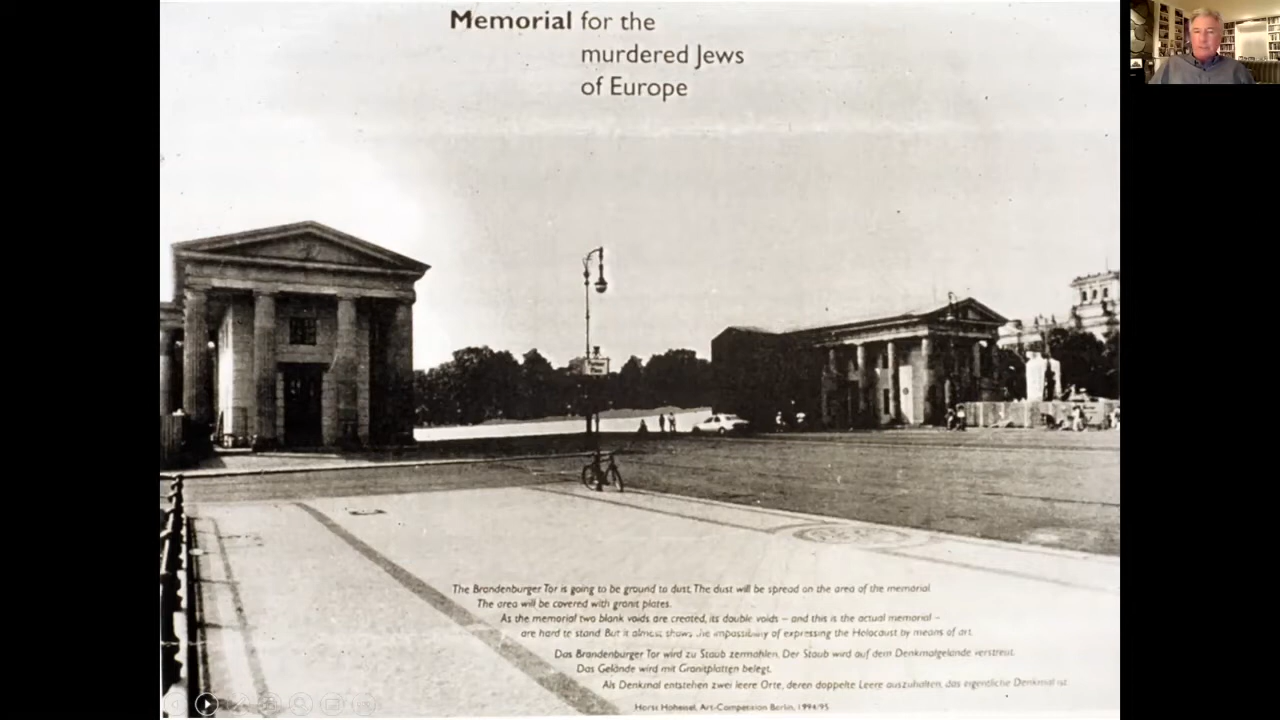 Memorial for the
murdered Jews
of Europe
The Brandenburger Tor is going to be ground to dust. The dust will be spread on the area of the memorial.
The area will be covered with granit plates.
As the memorial two blank voids are created, its double voids – and this is the actual memorial –
are hard to stand. But it almost shows the impossibility of expressing the Holocaust by means of art.
Das Brandenburger Tor wird zu Staub zermahlen. Der Staub wird auf dem Denkmalgelände verstreut.
Das Gelände wird mit Granitplatten belegt.
Als Denkmal entstehen zwei leere Orte, deren doppelte Leere auszuhalten, das eigentliche Denkmal ist.
Horst Hoheisel, Art-Competition Berlin, 1994/95